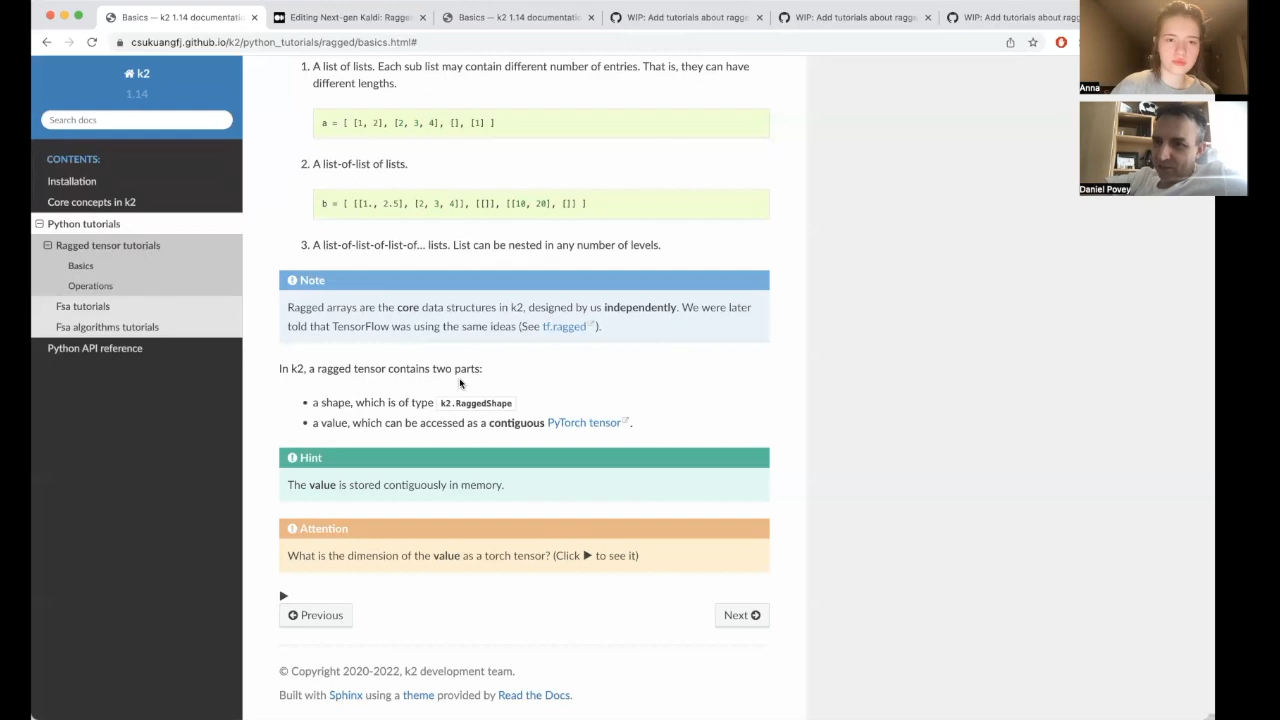 Basics — k2 1.14 documentatic
Editing Next-gen Kaldi: Ragge
Basics — k2 1.14 documentatic
WIP: Add tutorials about ragge
WIP: Add tutorials about ragge
WIP: Add tutorials about rag
csukuangfj.github.io/k2/python_tutorials/ragged/basics.html#
Anna
Daniel Povey
k2
1.14
Search docs
CONTENTS:
Installation
Core concepts in k2
Python tutorials
Ragged tensor tutorials
Basics
Operations
Fsa tutorials
Fsa algorithms tutorials
Python API reference
1. A list of lists. Each sub list may contain different number of entries. That is, they can have
different lengths.
a = [ [1, 2], [2, 3, 4], [], [1] ]
2. A list-of-list of lists.
b = [ [[1., 2.5], [2, 3, 4]], [[]], [[10, 20], []] ]
3. A list-of-list-of-list-of... lists. List can be nested in any number of levels.
Note
Ragged arrays are the core data structures in k2, designed by us independently. We were later
told that TensorFlow was using the same ideas (See tf.ragged ).
In k2, a ragged tensor contains two parts:
• a shape, which is of type k2.RaggedShape
• a value, which can be accessed as a contiguous PyTorch tensor .
Hint
The value is stored contiguously in memory.
Attention
What is the dimension of the value as a torch tensor? (Click ▶ to see it)
▶
Previous
Next
© Copyright 2020-2022, k2 development team.
Built with Sphinx using a theme provided by Read the Docs.